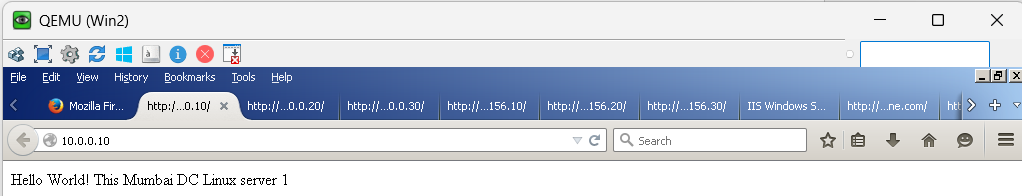 QEMU (Win2)
File Edit View History Bookmarks Tools Help
Mozilla Fir... http:/...0.10/ http://...0.0.20/ http://...0.0.30/ http://...156.10/ http://...156.20/ http://...156.30/ IIS Windows S... http://...ne.com/ htt
10.0.0.10 Search
Hello World! This Mumbai DC Linux server 1